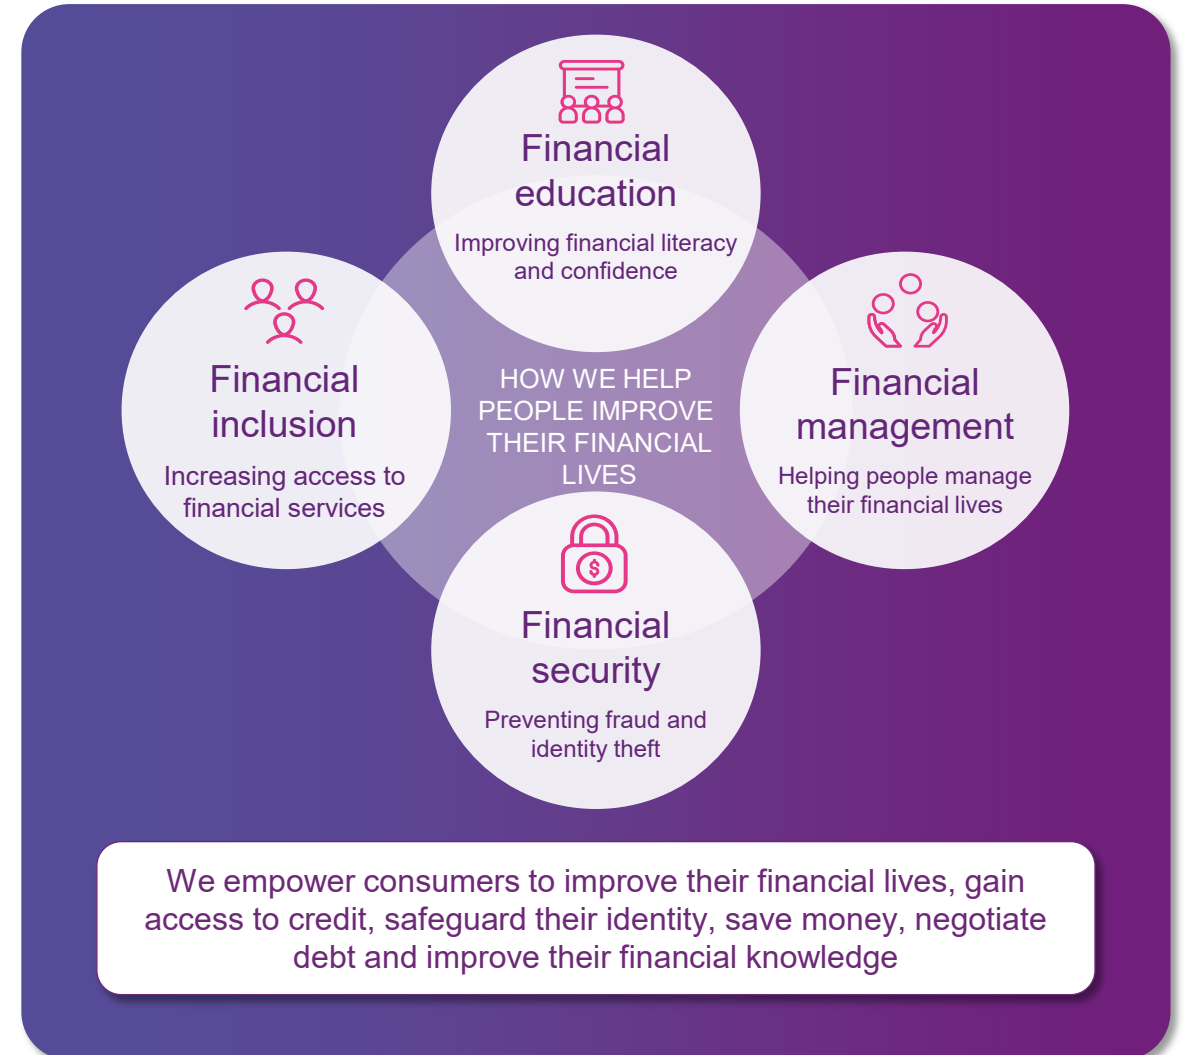 Financial
education
Improving financial literacy
and confidence
Financial
inclusion
Increasing access to
financial services
HOW WE HELP
PEOPLE IMPROVE
THEIR FINANCIAL
LIVES
Financial
management
Helping people manage
their financial lives
$
Financial
security
Preventing fraud and
identity theft
We empower consumers to improve their financial lives, gain
access to credit, safeguard their identity, save money, negotiate
debt and improve their financial knowledge